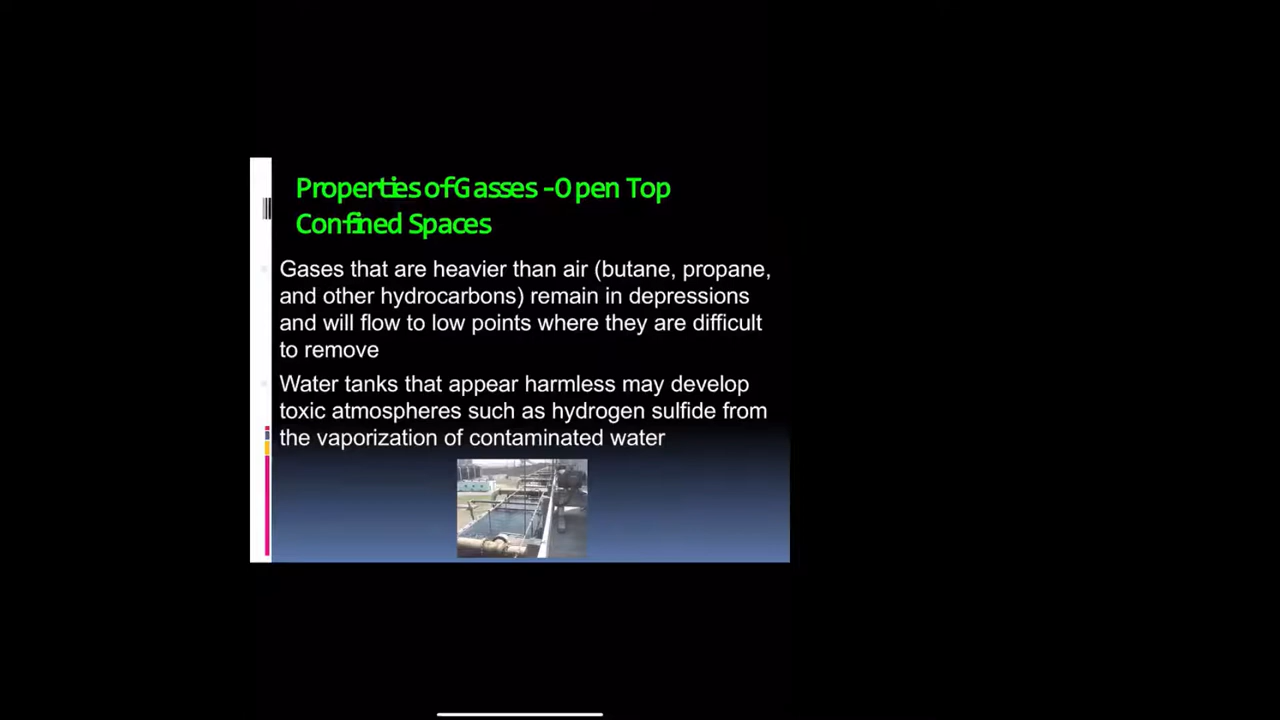 Properties of Gasses - Open Top
Confined Spaces
Gases that are heavier than air (butane, propane,
and other hydrocarbons) remain in depressions
and will flow to low points where they are difficult
to remove
Water tanks that appear harmless may develop
toxic atmospheres such as hydrogen sulfide from
the vaporization of contaminated water